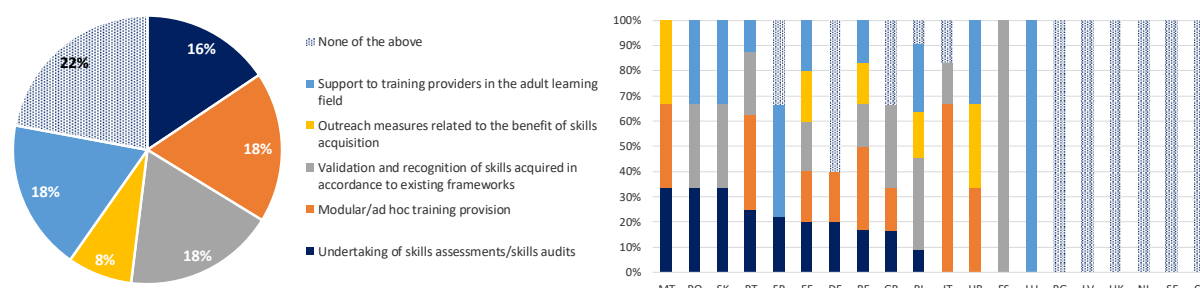 22%
16%
18%
18%
8%
18%
None of the above
Support to training providers in the adult learning
field
Outreach measures related to the benefit of skills
acquisition
Validation and recognition of skills acquired in
accordance to existing frameworks
Modular/ad hoc training provision
Undertaking of skills assessments/skills audits
100%
90%
80%
70%
60%
50%
40%
30%
20%
10%
0%